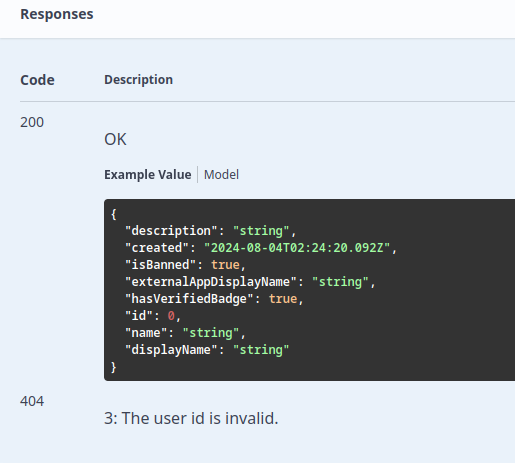 Responses
Code Description
200
OK
Example Value Model
{
  "description": "string",
  "created": "2024-08-04T02:24:20.092Z",
  "isBanned": true,
  "externalAppDisplayName": "string",
  "hasVerifiedBadge": true,
  "id": 0,
  "name": "string",
  "displayName": "string"
}
404
3: The user id is invalid.